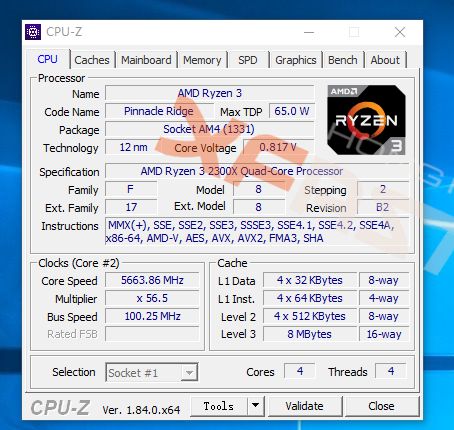 CPU-Z
CPU Caches Mainboard Memory SPD Graphics Bench About
Processor
Name AMD Ryzen 3
Code Name Pinnacle Ridge Max TDP 65.0 W
Package Socket AM4 (1331)
Technology 12 nm Core Voltage 0.817 V
AMD
RYZEN
3
Specification AMD Ryzen 3 2300X Quad-Core Processor
Family F Model 8 Stepping 2
Ext. Family 17 Ext. Model 8 Revision B2
Instructions MMX(+), SSE, SSE2, SSE3, SSSE3, SSE4.1, SSE4.2, SSE4A,
x86-64, AMD-V, AES, AVX, AVX2, FMA3, SHA
Clocks (Core #2)
Core Speed 5663.86 MHz
Multiplier x 56.5
Bus Speed 100.25 MHz
Rated FSB
Cache
L1 Data 4 x 32 KBytes 8-way
L1 Inst. 4 x 64 KBytes 4-way
Level 2 4 x 512 KBytes 8-way
Level 3 8 MBytes 16-way
Selection Socket #1 Cores 4 Threads 4
CPU-Z Ver. 1.84.0.x64 Tools Validate Close